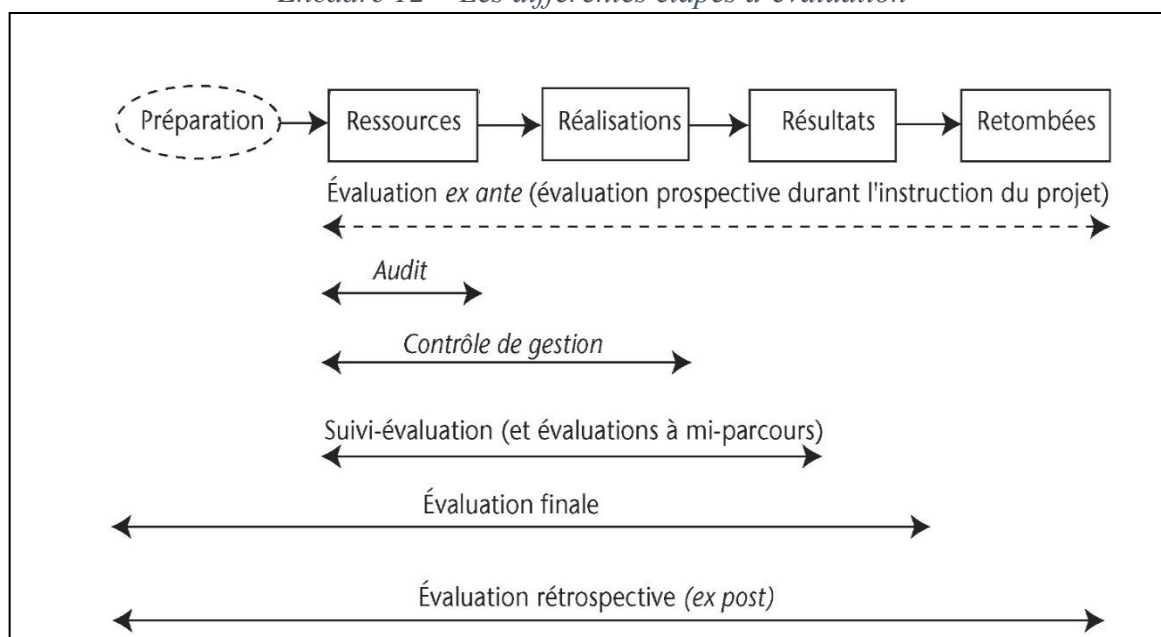 Préparation Ressources Réalisations Résultats Retombées
Évaluation ex ante (évaluation prospective durant l'instruction du projet)
Audit
Contrôle de gestion
Suivi-évaluation (et évaluations à mi-parcours)
Évaluation finale
Évaluation rétrospective (ex post)